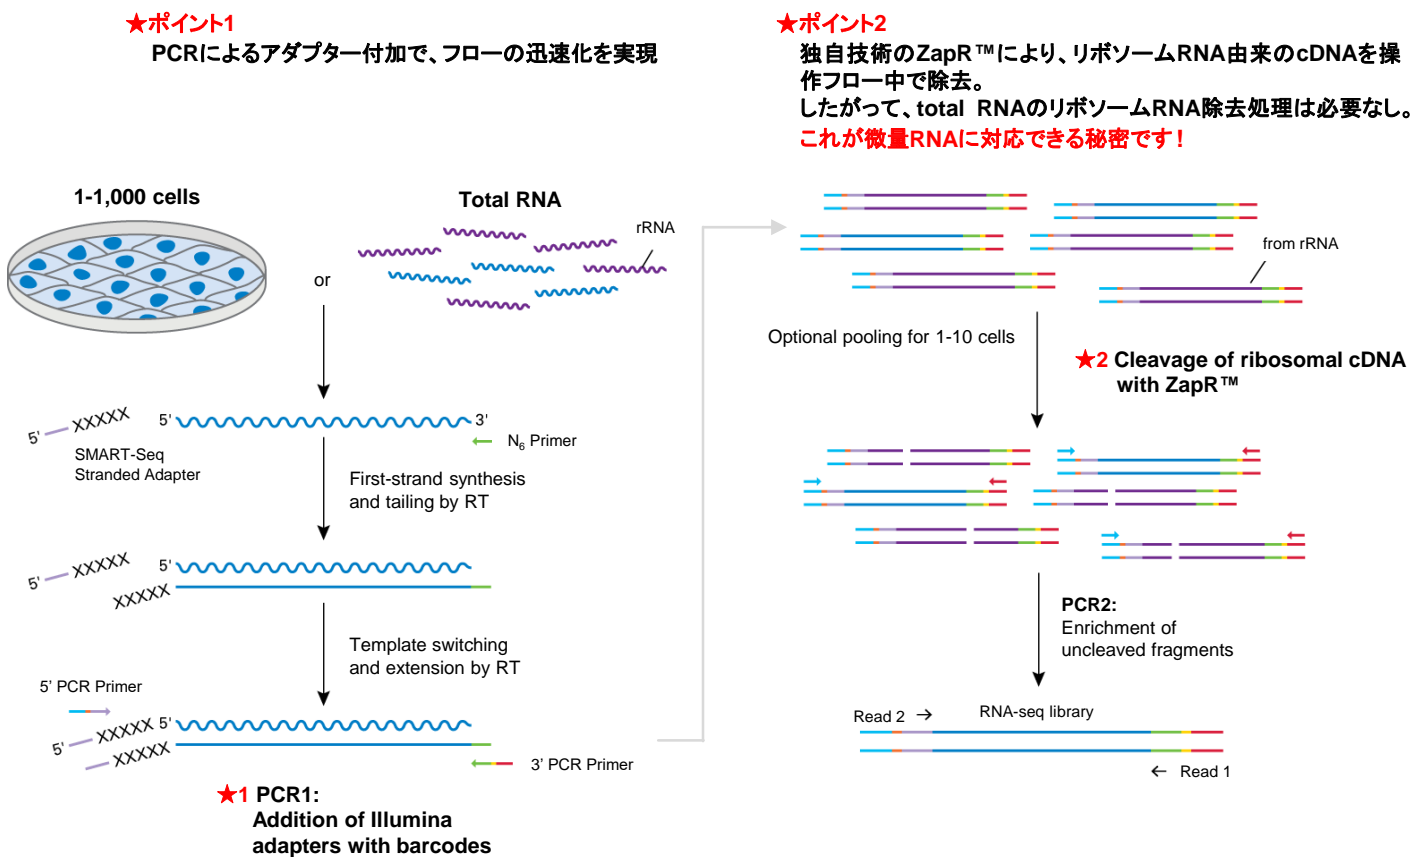 ★ポイント1
PCRによるアダプター付加で、フローの迅速化を実現
★ポイント2
独自技術のZapR™により、リボソームRNA由来のcDNAを操
作フロー中で除去。
したがって、total RNAのリボソームRNA除去処理は必要なし。
これが微量RNAに対応できる秘密です！
1-1,000 cells
or
Total RNA
rRNA
5'
XXXXX
SMART-Seq
Stranded Adapter
5'
3'
N6 Primer
First-strand synthesis
and tailing by RT
5'
XXXXX
XXXXX
Template switching
and extension by RT
5' PCR Primer
5'
XXXXX
5'
XXXXX
3' PCR Primer
★1 PCR1:
Addition of Illumina
adapters with barcodes
from rRNA
Optional pooling for 1-10 cells
★2 Cleavage of ribosomal cDNA
with ZapR™
PCR2:
Enrichment of
uncleaved fragments
Read 2 →
RNA-seq library
← Read 1